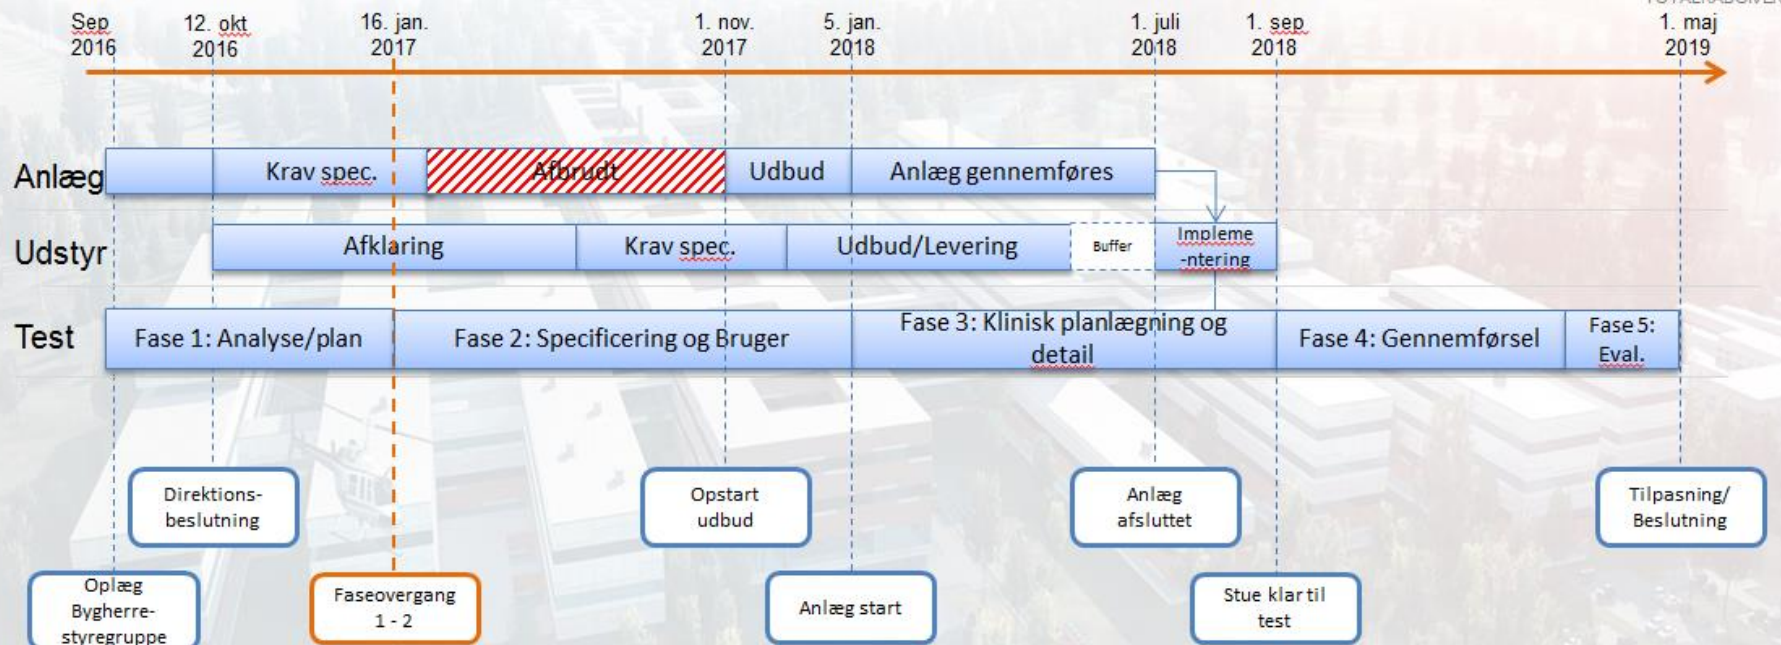 Sep
2016
12. okt
2016
16. jan.
2017
1. nov.
2017
5. jan.
2018
1. juli
2018
1. sep
2018
1. maj
2019
Anlæg
Krav spec.
Afbrudt
Udbud
Anlæg gennemføres
Udstyr
Afklaring
Krav spec.
Udbud/Levering
Buffer
Impleme
-ntering
Test
Fase 1: Analyse/plan
Fase 2: Specificering og Bruger
Fase 3: Klinisk planlægning og
detail
Fase 4: Gennemførsel
Fase 5:
Eval.
Direktions-
beslutning
Opstart
udbud
Anlæg
afsluttet
Tilpasning/
Beslutning
Oplæg
Bygherre-
styregruppe
Faseovergang
1 - 2
Anlæg start
Stue klar til
test